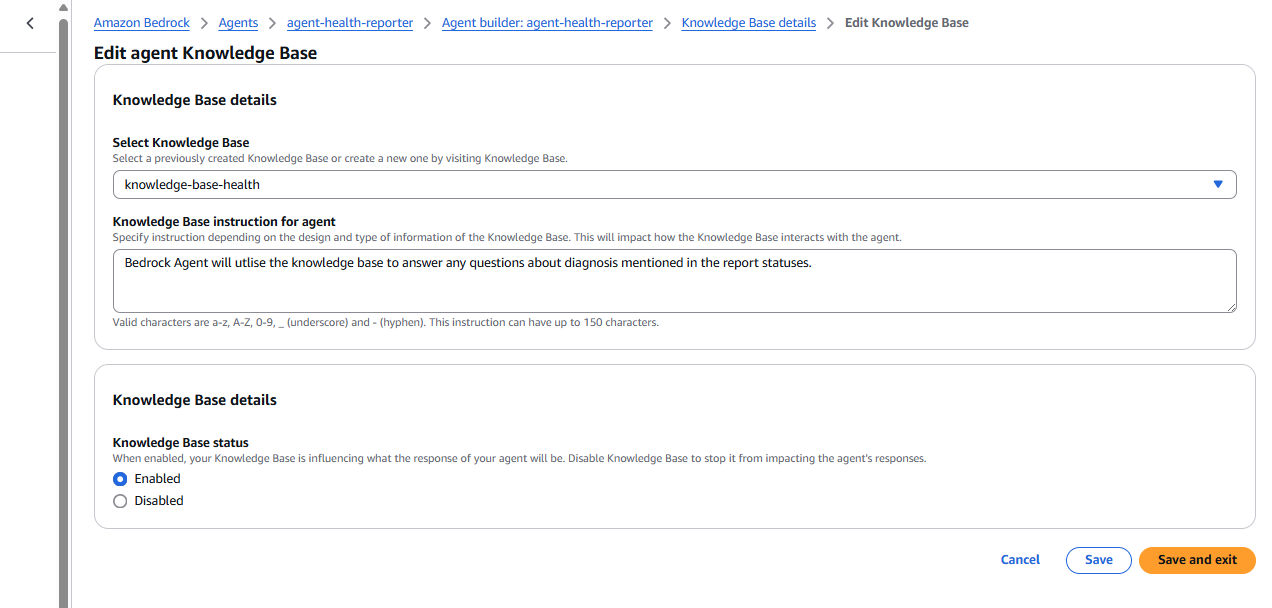 Amazon Bedrock > Agents > agent-health-reporter > Agent builder: agent-health-reporter > Knowledge Base details > Edit Knowledge Base
Edit agent Knowledge Base
Knowledge Base details
Select Knowledge Base
Select a previously created Knowledge Base or create a new one by visiting Knowledge Base.
knowledge-base-health
Knowledge Base instruction for agent
Specify instruction depending on the design and type of information of the Knowledge Base. This will impact how the Knowledge Base interacts with the agent.
Bedrock Agent will utlise the knowledge base to answer any questions about diagnosis mentioned in the report statuses.
Valid characters are a-z, A-Z, 0-9, _ (underscore) and - (hyphen). This instruction can have up to 150 characters.
Knowledge Base details
Knowledge Base status
When enabled, your Knowledge Base is influencing what the response of your agent will be. Disable Knowledge Base to stop it from impacting the agent's responses.
Enabled
Disabled
Cancel Save Save and exit